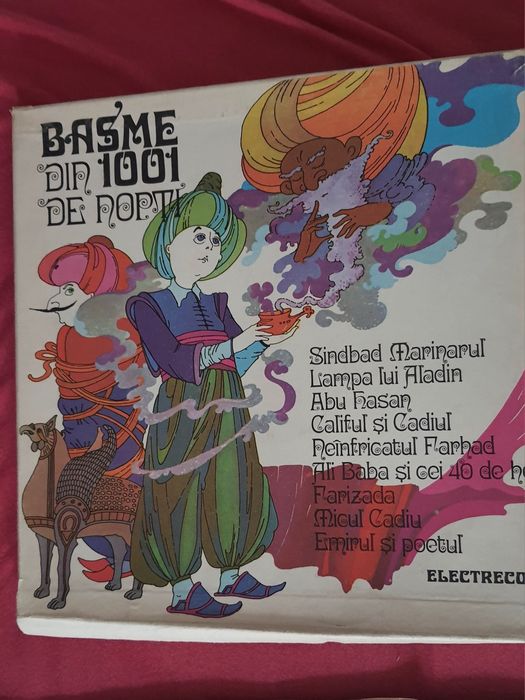 BASME
DIN 1001
DE NOPȚI
Sindbad Marinarul
Lampa lui Aladin
Abu Hasan
Califul și Cadiul
Neînfricatul Farhad
Ali Baba și cei 40 de
Farizada
Micul Cadiu
Emirul și poetul
ELECTRECO